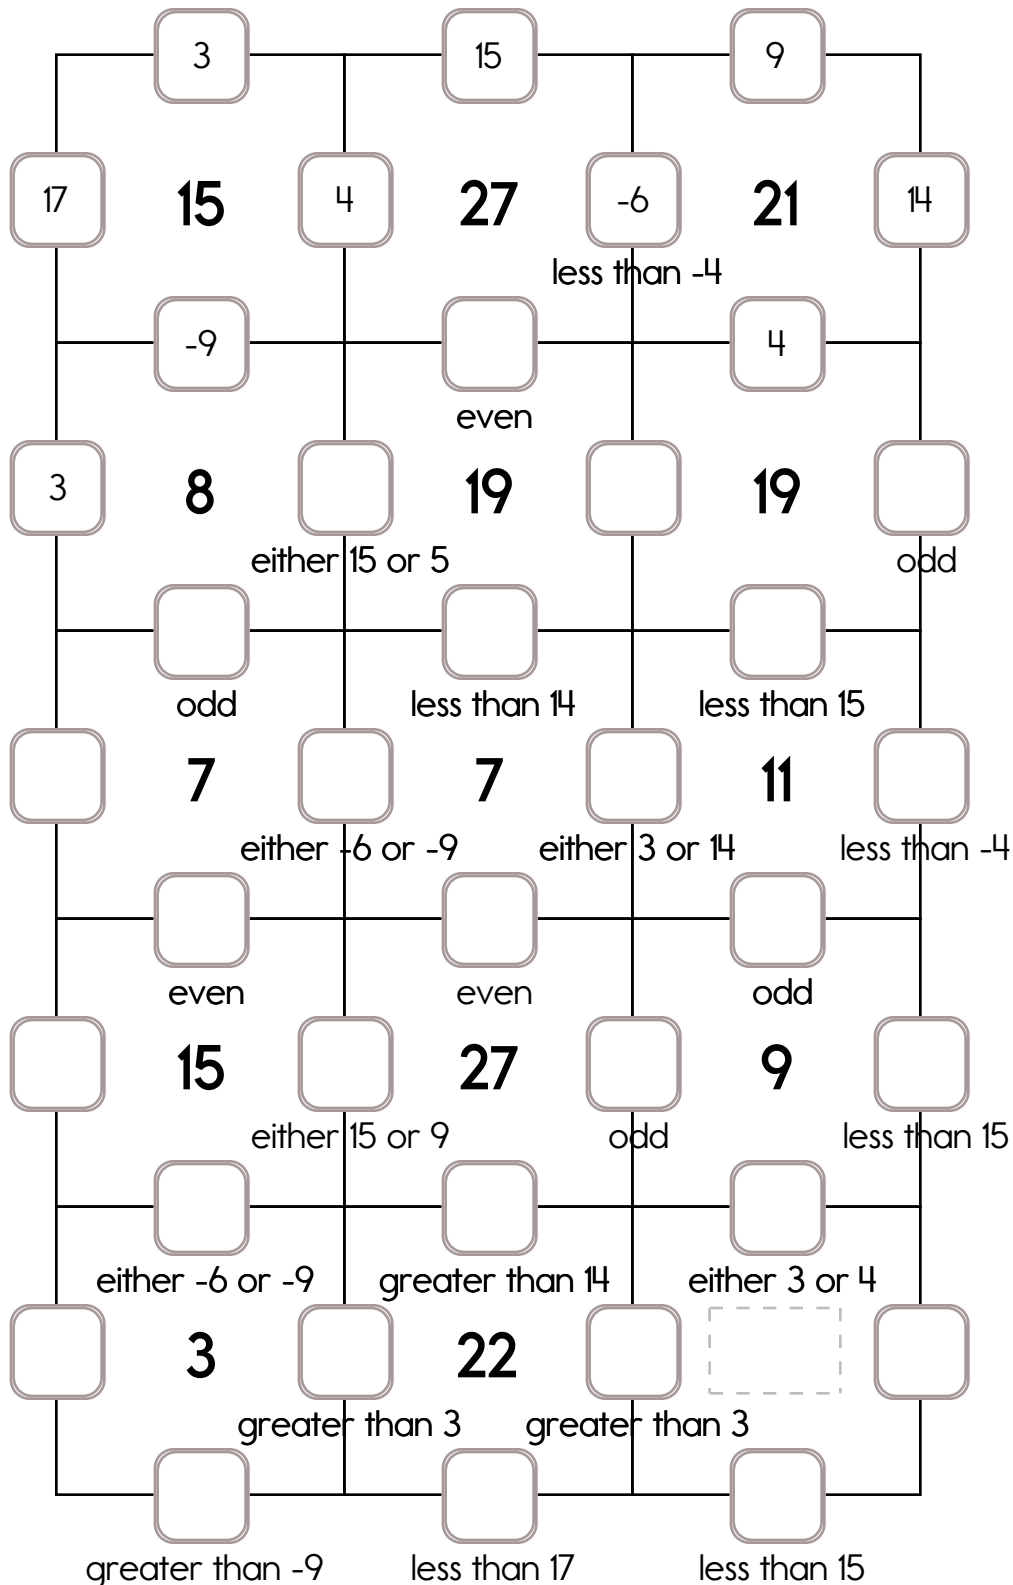 3 15 9
17 15 4 27 -6 21 14
less than -4
-9 4
even
3 8 19 19
either 15 or 5 odd
odd less than 14 less than 15
7 7 11
either -6 or -9 either 3 or 14 less than -4
even even odd
15 27 9
either 15 or 9 odd less than 15
either -6 or -9 greater than 14 either 3 or 4
3 22
greater than 3 greater than 3
greater than -9 less than 17 less than 15